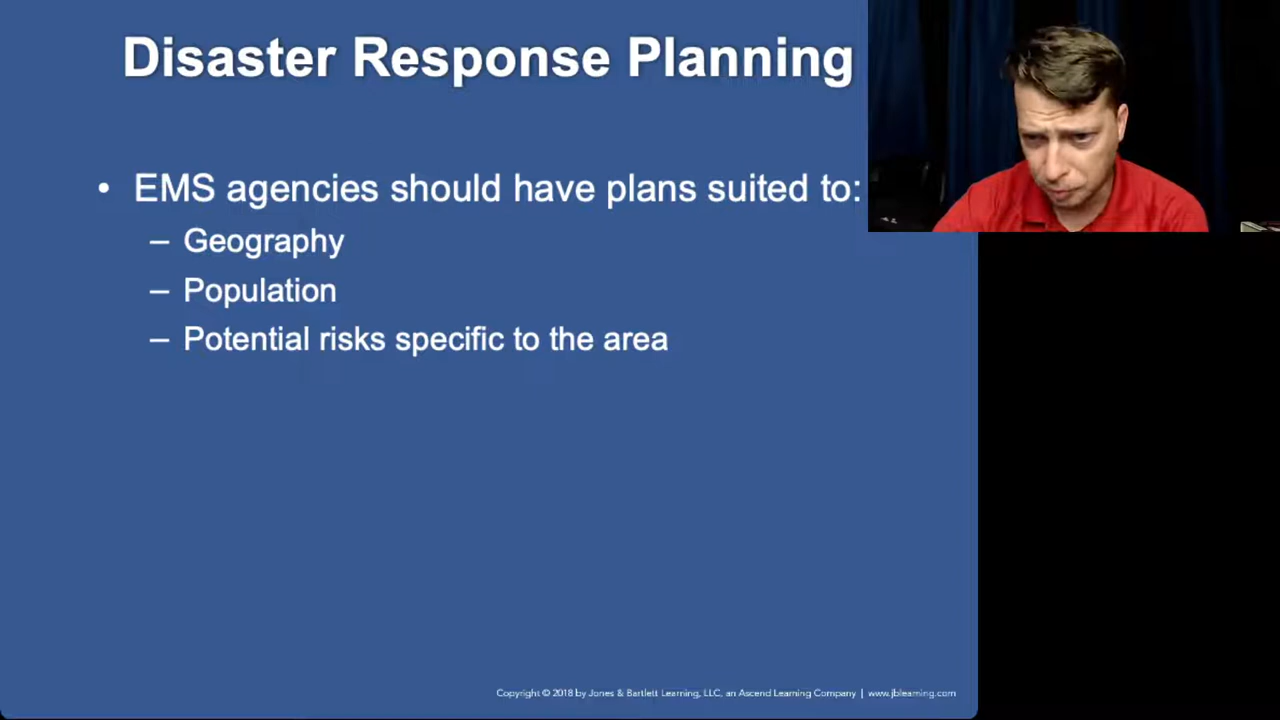 Disaster Response Planning
• EMS agencies should have plans suited to:
– Geography
– Population
– Potential risks specific to the area
Copyright © 2018 by Jones & Bartlett Learning, LLC, an Ascend Learning Company | www.jblearning.com